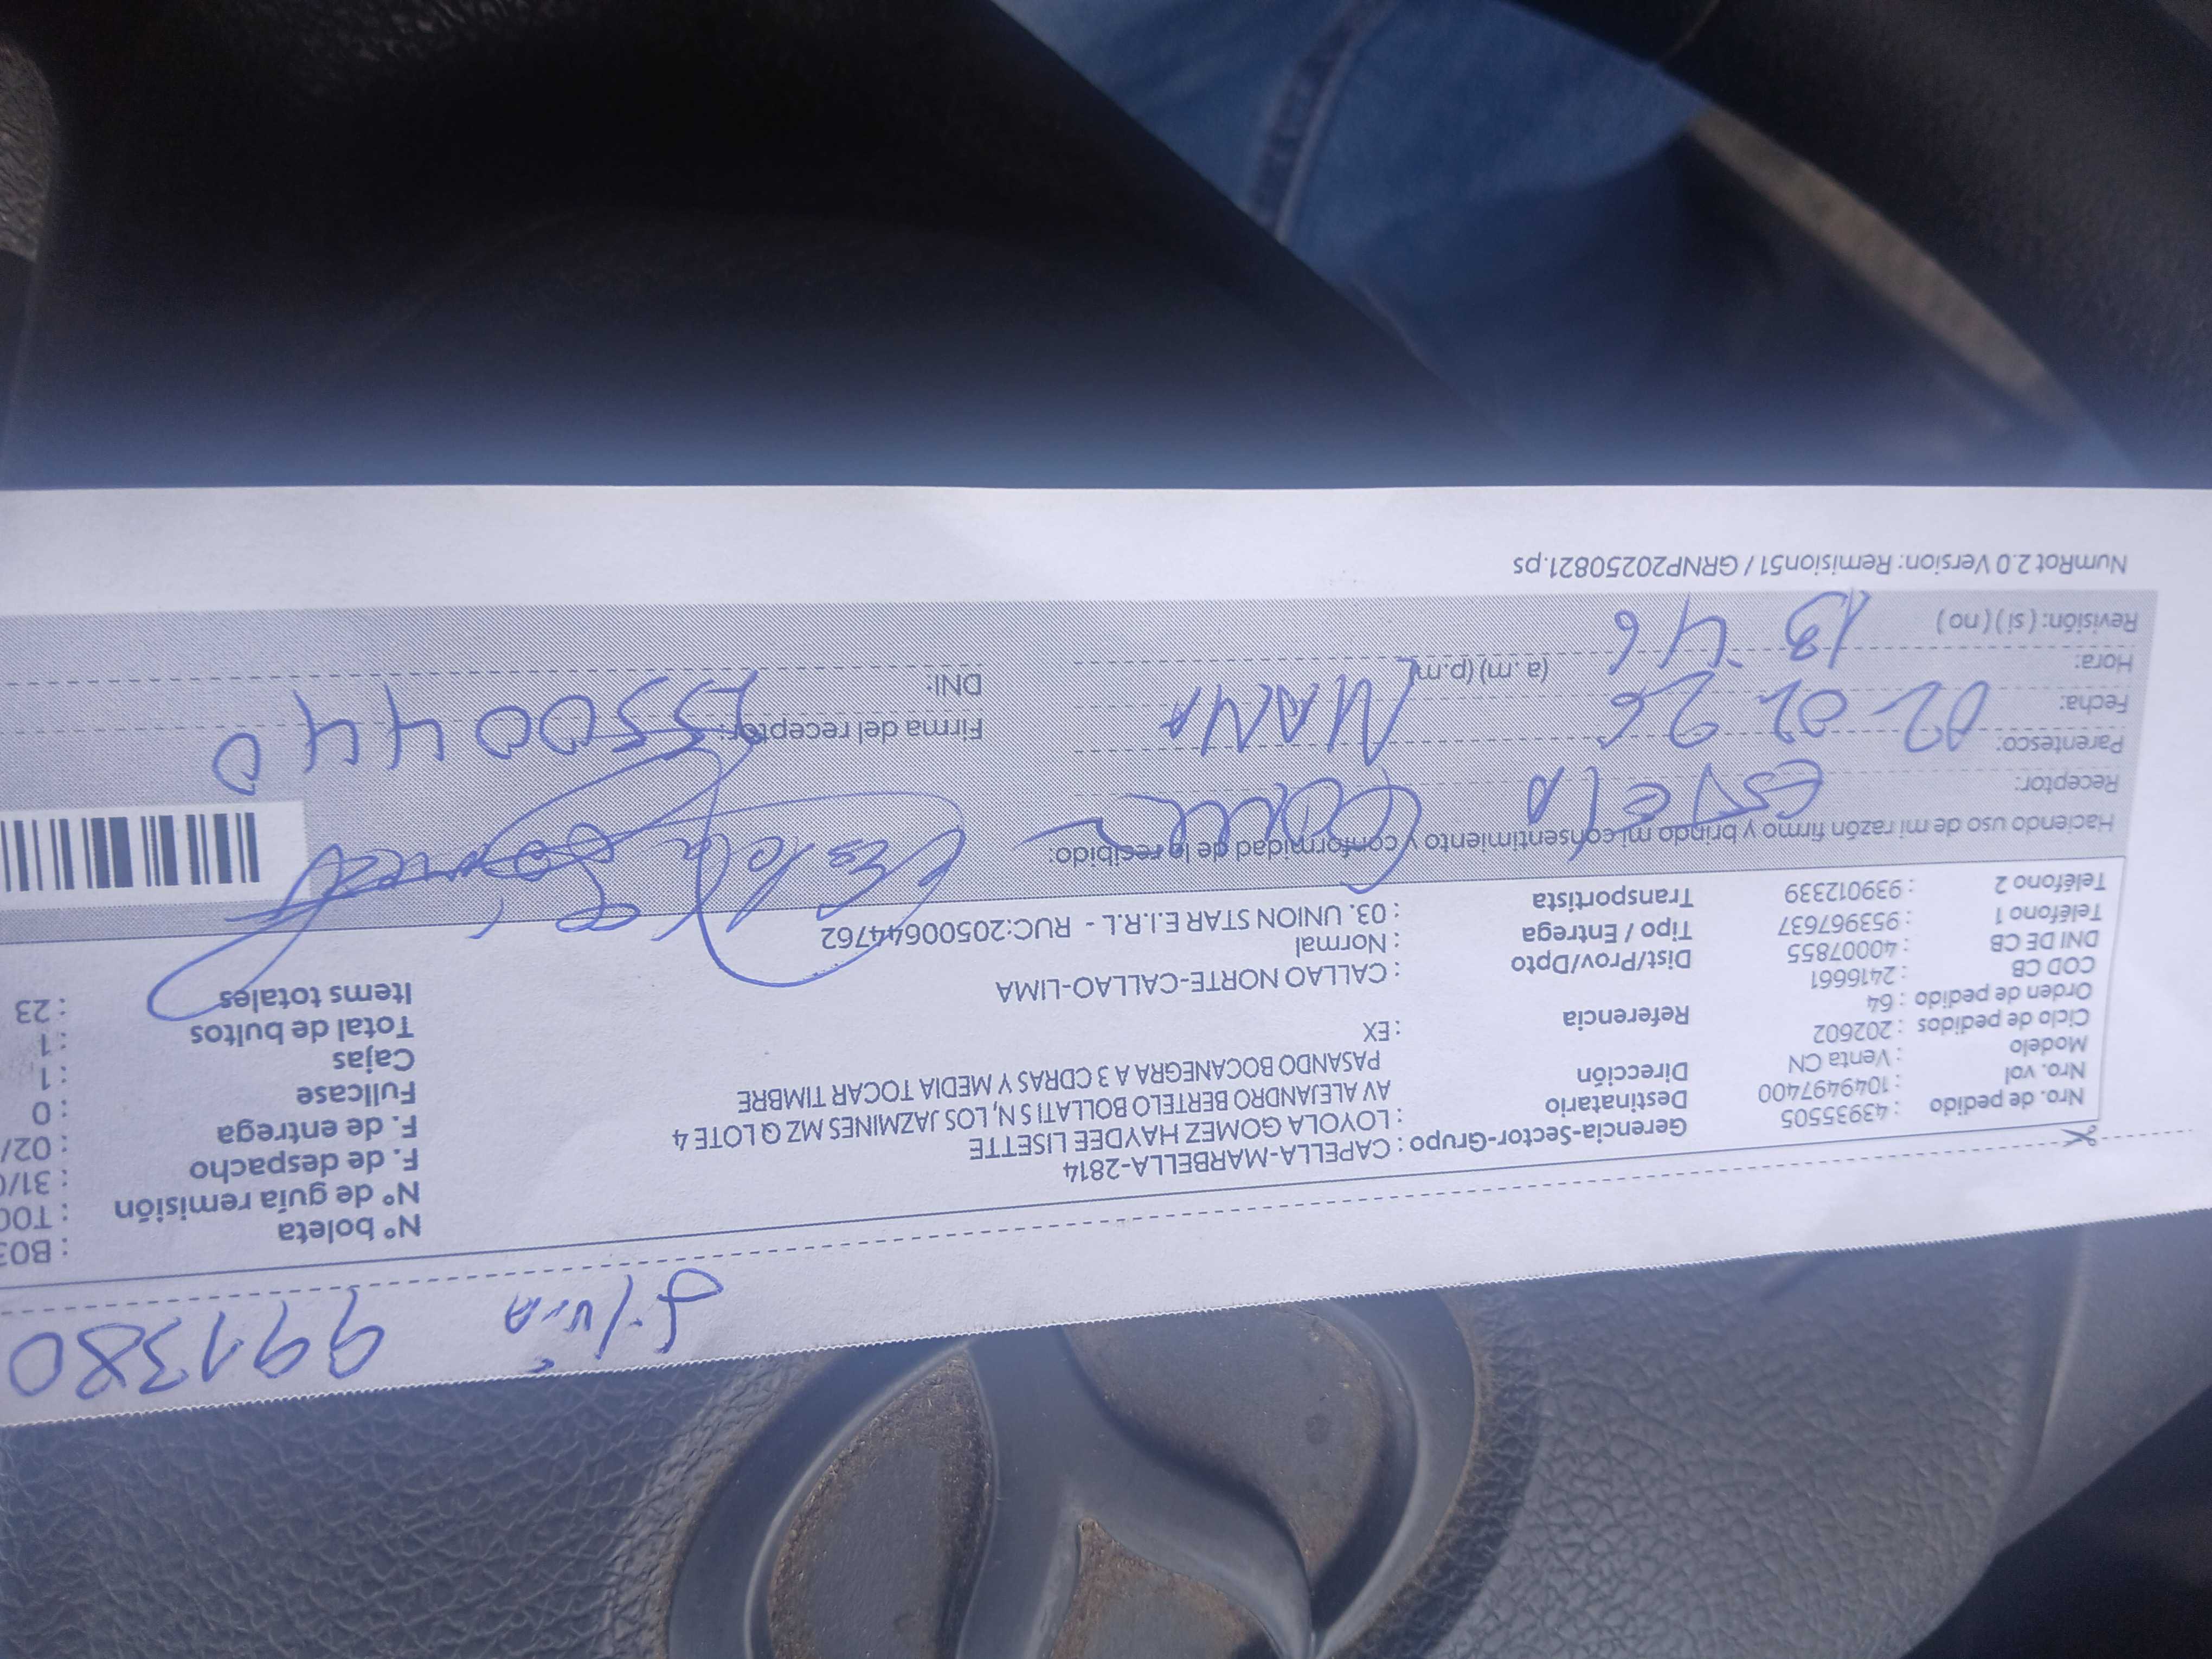 Silvia 991380
Nro. de pedido : 43935505
Nro. vol : 1049497400
Modelo : Venta CN
Ciclo de pedidos : 202602
Orden de pedido : 64
COD CB : 2416661
DNI DE CB : 40007855
Teléfono 1 : 953967637
Teléfono 2 : 939012339
Gerencia-Sector-Grupo : CAPELLA-MARBELLA-2814
Destinatario : LOYOLA GOMEZ HAYDEE LISETTE
Dirección AV ALEJANDRO BERTELO BOLLATI S N, LOS JAZMINES MZ Q LOTE 4
PASANDO BOCANEGRA A 3 CDRAS Y MEDIA TOCAR TIMBRE
Referencia : EX
Dist/Prov/Dpto : CALLAO NORTE-CALLAO-LIMA
Tipo / Entrega : Normal
Transportista : 03. UNION STAR E.I.R.L - RUC:20500644762
N° boleta : B03
N° de guía remisión : T00
F. de despacho : 31/0
F. de entrega : 02/
Fullcase : 0
Cajas : 1
Total de bultos : 1
Items totales : 23
Haciendo uso de mi razón firmo y brindo mi consentimiento y conformidad de lo recibido:
Receptor: ESTELA
Parentesco: MAMA
Fecha: 02 02 26
Hora: 13 46 (a.m) (p.m)
Revisión: ( si ) ( no )
Firma del receptor:
DNI: 25500440
NumRot 2.0 Version: Remision51 / GRNP20250821.ps